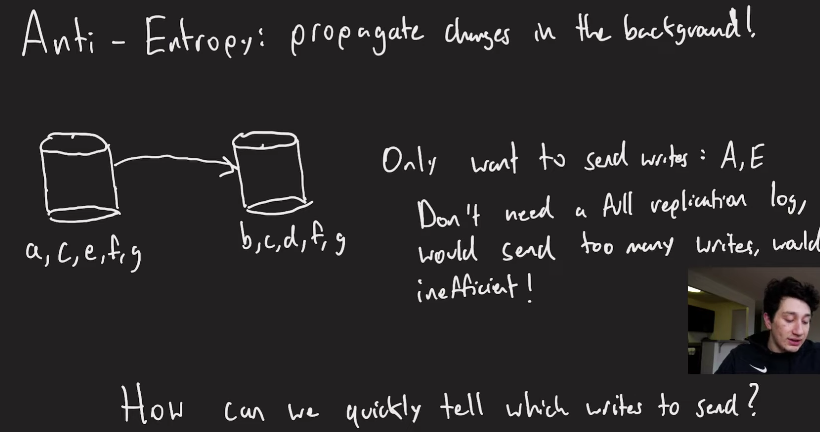 Anti - Entropy: propagate changes in the background!
Only want to send writes: A, E
Don't need a full replication log,
would send too many writes, would
inefficient!
a, c, e, f, g
b, c, d, f, g
How can we quickly tell which writes to send?